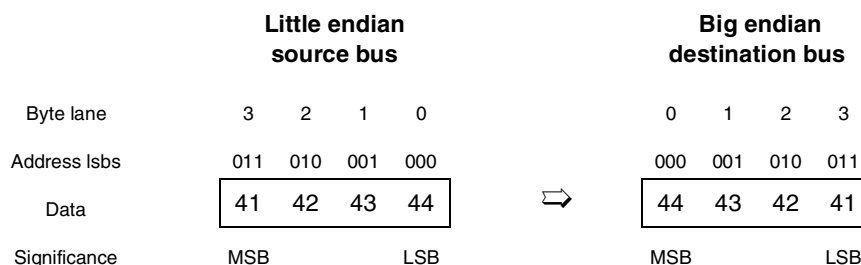 Little endian Big endian
source bus destination bus
Byte lane 3 2 1 0 0 1 2 3
Address lsbs 011 010 001 000 000 001 010 011
Data 41 42 43 44 ⇨ 44 43 42 41
Significance MSB LSB MSB LSB